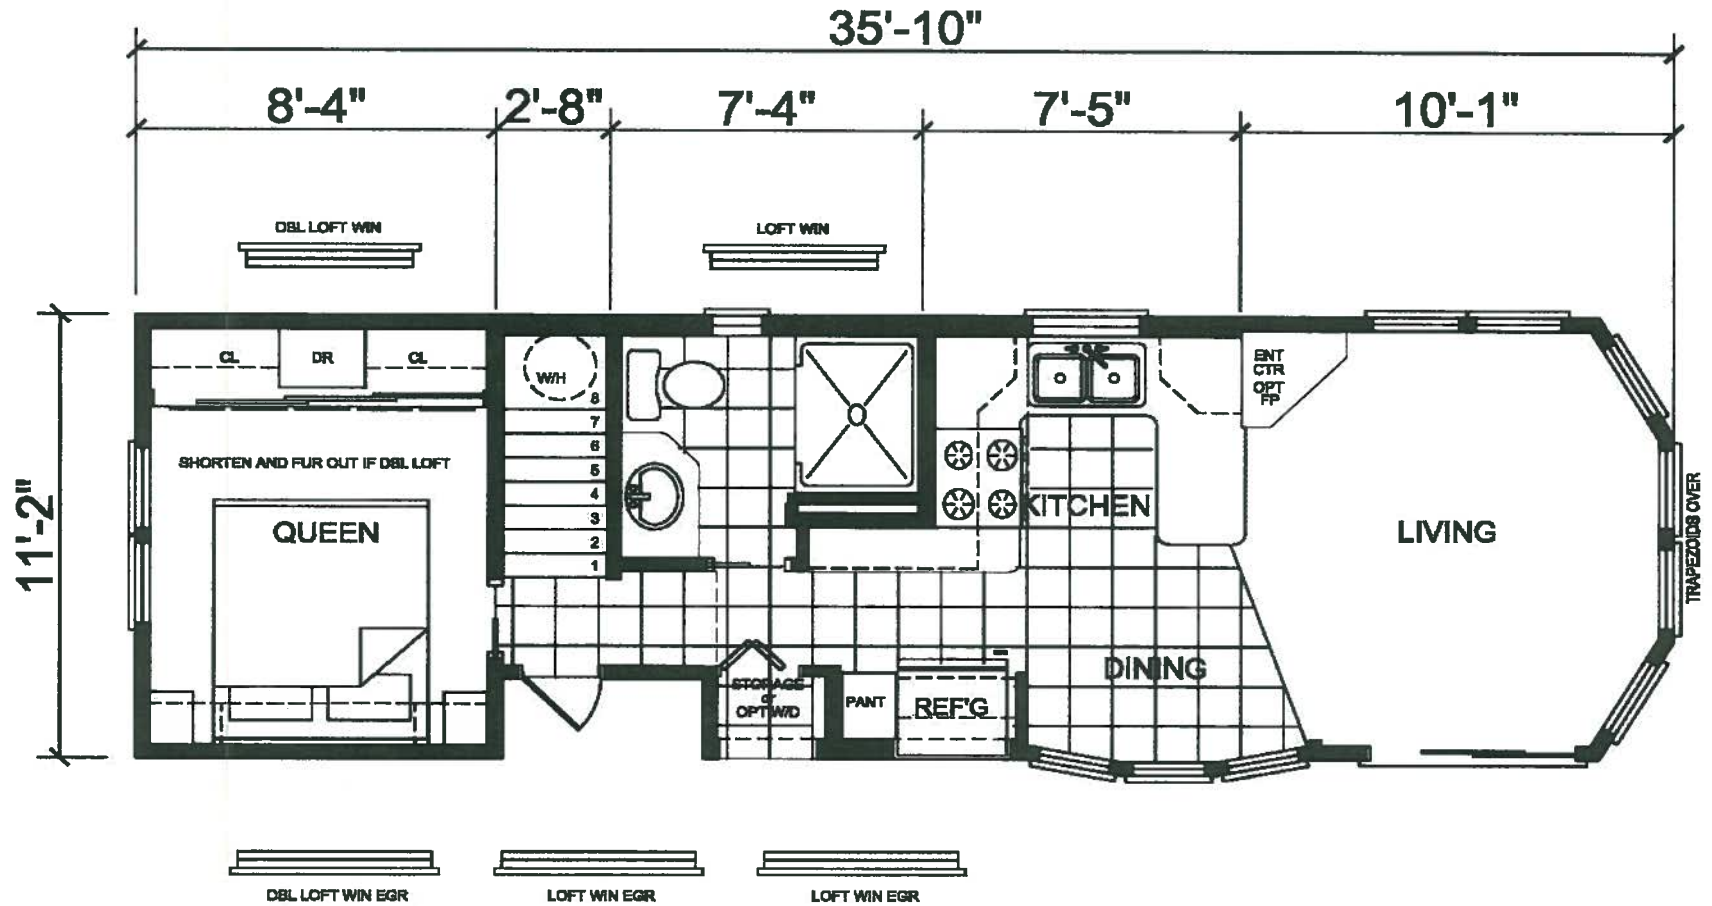 35'-10"
8'-4"
2'-8"
7'-4"
7'-5"
10'-1"
DBL LOFT WIN
LOFT WIN
11'-2"
CL
DR
CL
W/H
8
7
6
5
4
3
2
1
SHORTEN AND FUR OUT IF DBL LOFT
QUEEN
ENT
CTR
OPT
FP
KITCHEN
LIVING
TRAPEZOIDS OVER
DINING
STORAGE
or
OPT W/D
PANT
REF'G
DBL LOFT WIN EGR
LOFT WIN EGR
LOFT WIN EGR